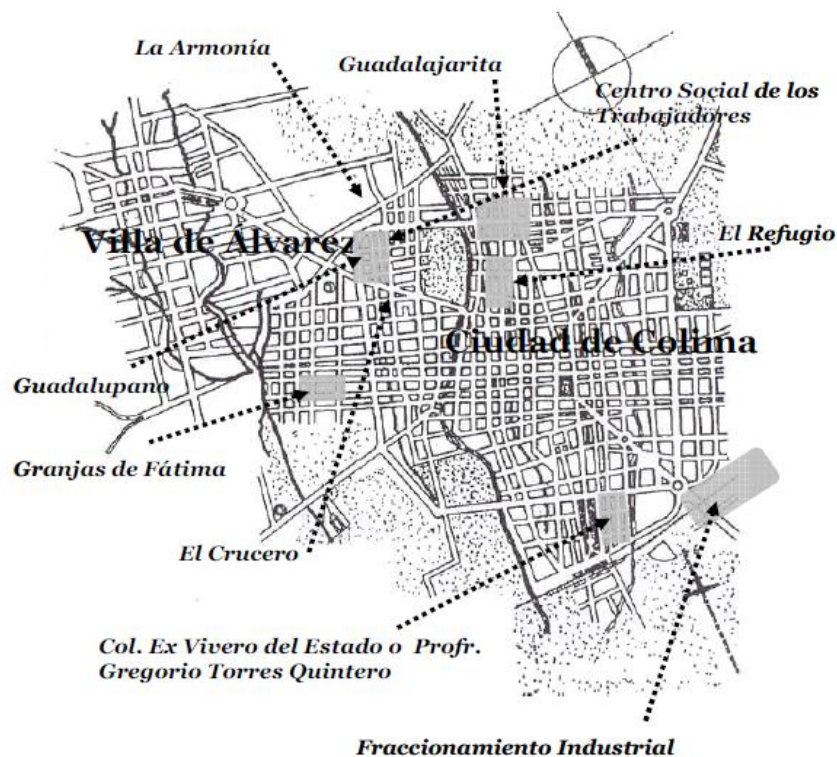 La Armonía
Guadalajarita
Centro Social de los
Trabajadores
Villa de Álvarez
El Refugio
Ciudad de Colima
Guadalupano
Granjas de Fátima
El Crucero
Col. Ex Vivero del Estado o Profr.
Gregorio Torres Quintero
Fraccionamiento Industrial